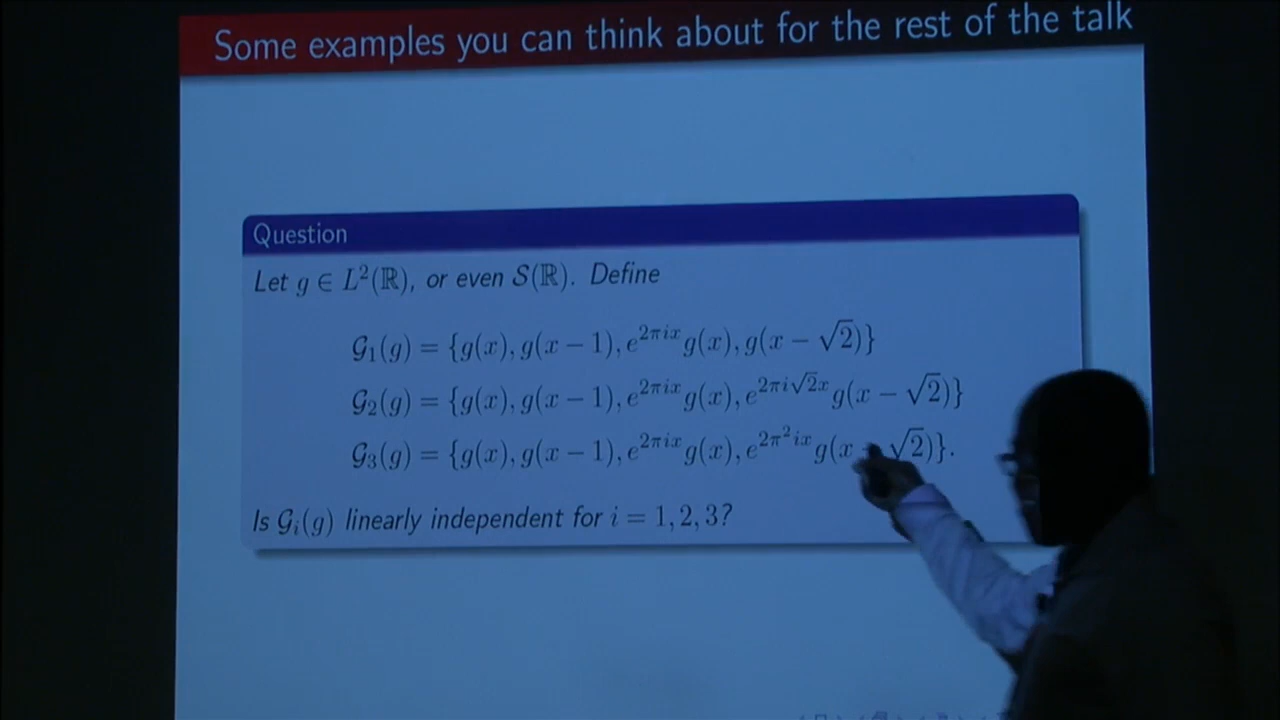 Some examples you can think about for the rest of the talk
Question
Let g ∈ L²(ℝ), or even S(ℝ). Define
𝒢₁(g) = {g(x), g(x − 1), e^{2πix}g(x), g(x − √2)}
𝒢₂(g) = {g(x), g(x − 1), e^{2πix}g(x), e^{2πi√2x}g(x − √2)}
𝒢₃(g) = {g(x), g(x − 1), e^{2πix}g(x), e^{2π²ix}g(x √2)}.
Is 𝒢ᵢ(g) linearly independent for i = 1, 2, 3?